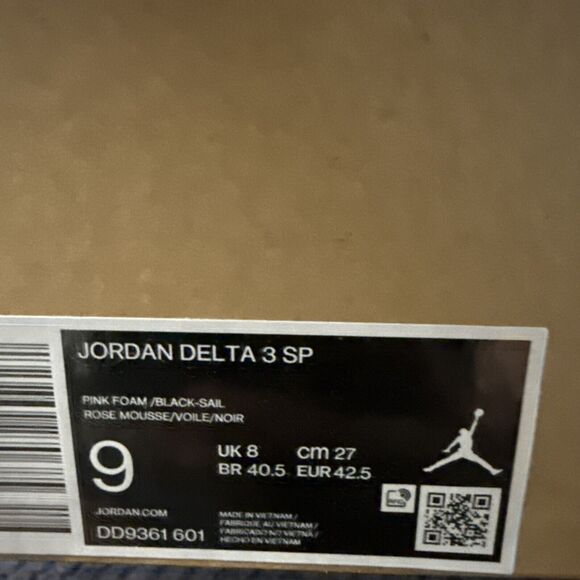 JORDAN DELTA 3 SP
PINK FOAM /BLACK-SAIL
ROSE MOUSSE/VOILE/NOIR
9
UK 8 cm 27
BR 40.5 EUR 42.5
JORDAN.COM
DD9361 601
MADE IN VIETNAM /
FABRIQUE AU VIETNAM /
FABRICADO NO VIETNÃ /
HECHO EN VIETNAM